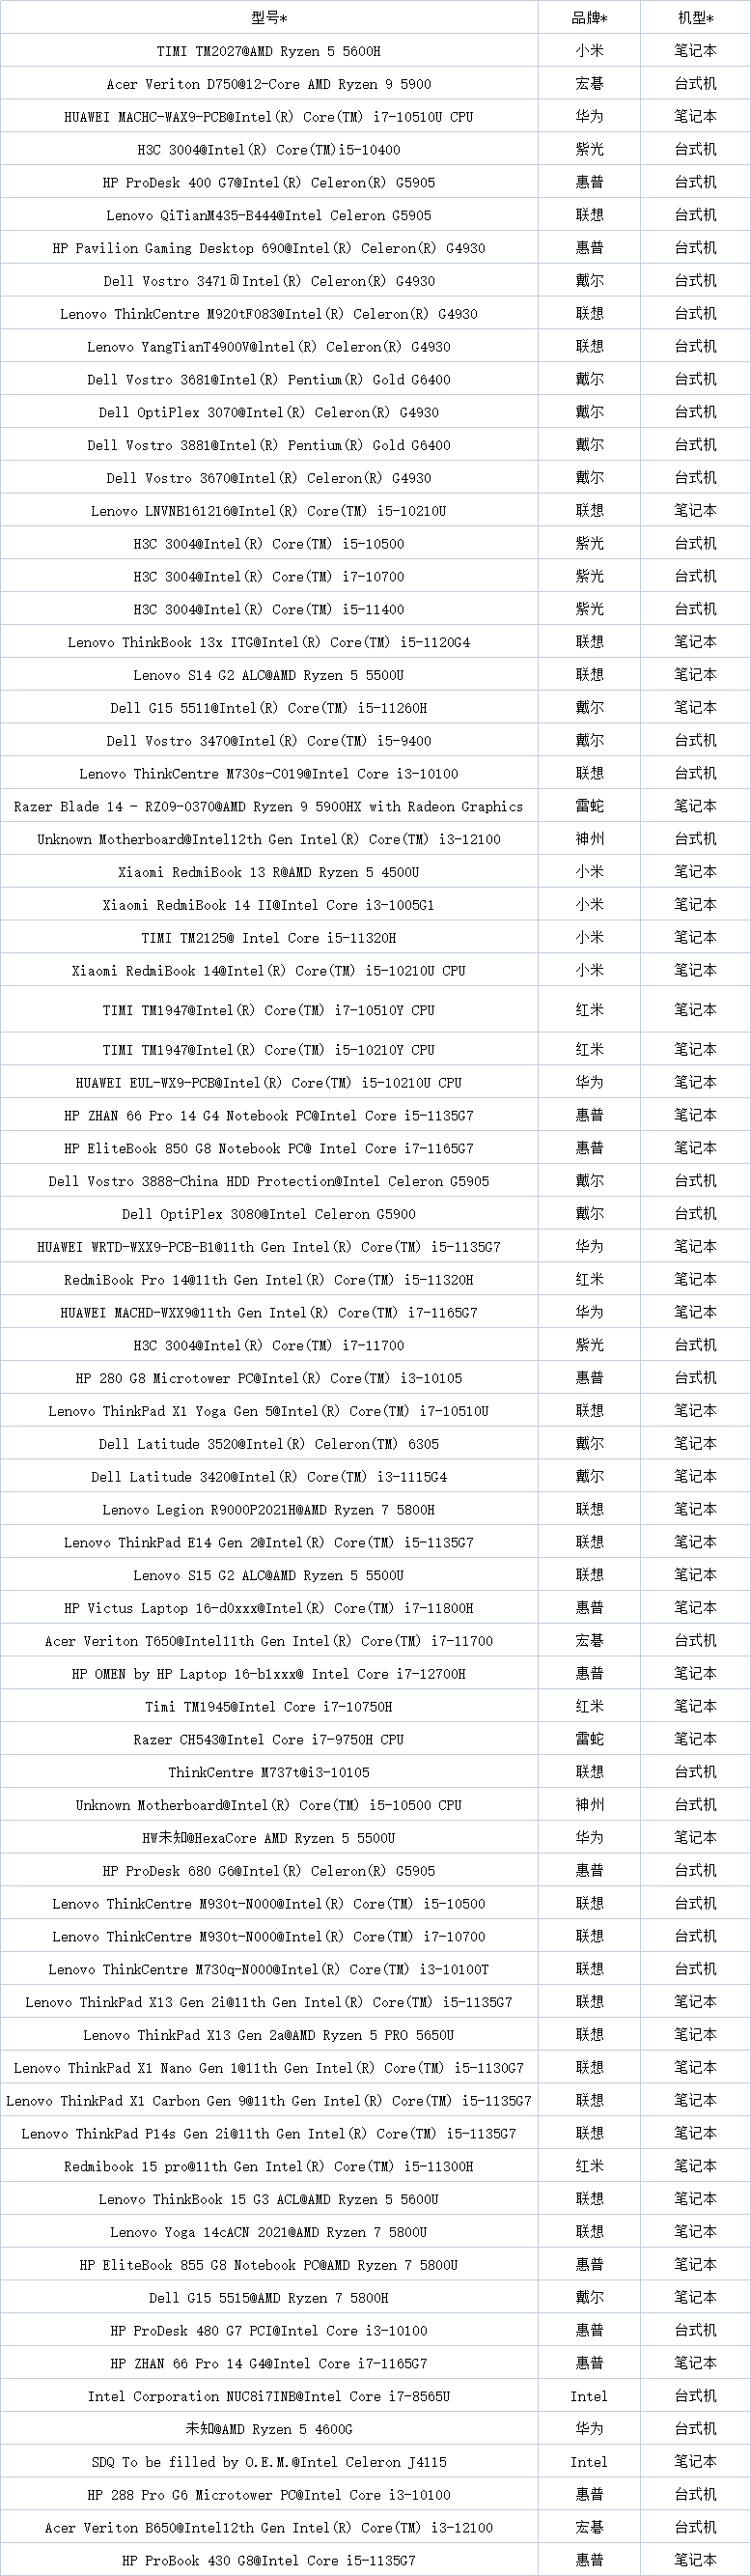 型号* 品牌* 机型*
TIMI TM2027@AMD Ryzen 5 5600H 小米 笔记本
Acer Veriton D750@12-Core AMD Ryzen 9 5900 宏碁 台式机
HUAWEI MACHC-WAX9-PCB@Intel(R) Core(TM) i7-10510U CPU 华为 笔记本
H3C 3004@Intel(R) Core(TM)i5-10400 紫光 台式机
HP ProDesk 400 G7@Intel(R) Celeron(R) G5905 惠普 台式机
Lenovo QiTianM435-B444@Intel Celeron G5905 联想 台式机
HP Pavilion Gaming Desktop 690@Intel(R) Celeron(R) G4930 惠普 台式机
Dell Vostro 3471@Intel(R) Celeron(R) G4930 戴尔 台式机
Lenovo ThinkCentre M920tF083@Intel(R) Celeron(R) G4930 联想 台式机
Lenovo YangTianT4900V@lntel(R) Celeron(R) G4930 联想 台式机
Dell Vostro 3681@Intel(R) Pentium(R) Gold G6400 戴尔 台式机
Dell OptiPlex 3070@Intel(R) Celeron(R) G4930 戴尔 台式机
Dell Vostro 3881@Intel(R) Pentium(R) Gold G6400 戴尔 台式机
Dell Vostro 3670@Intel(R) Celeron(R) G4930 戴尔 台式机
Lenovo LNVNB161216@Intel(R) Core(TM) i5-10210U 联想 笔记本
H3C 3004@Intel(R) Core(TM) i5-10500 紫光 台式机
H3C 3004@Intel(R) Core(TM) i7-10700 紫光 台式机
H3C 3004@Intel(R) Core(TM) i5-11400 紫光 台式机
Lenovo ThinkBook 13x ITG@Intel(R) Core(TM) i5-1120G4 联想 笔记本
Lenovo S14 G2 ALC@AMD Ryzen 5 5500U 联想 笔记本
Dell G15 5511@Intel(R) Core(TM) i5-11260H 戴尔 笔记本
Dell Vostro 3470@Intel(R) Core(TM) i5-9400 戴尔 台式机
Lenovo ThinkCentre M730s-C019@Intel Core i3-10100 联想 台式机
Razer Blade 14 - RZ09-0370@AMD Ryzen 9 5900HX with Radeon Graphics 雷蛇 笔记本
Unknown Motherboard@Intel12th Gen Intel(R) Core(TM) i3-12100 神州 台式机
Xiaomi RedmiBook 13 R@AMD Ryzen 5 4500U 小米 笔记本
Xiaomi RedmiBook 14 II@Intel Core i3-1005G1 小米 笔记本
TIMI TM2125@ Intel Core i5-11320H 小米 笔记本
Xiaomi RedmiBook 14@Intel(R) Core(TM) i5-10210U CPU 小米 笔记本
TIMI TM1947@Intel(R) Core(TM) i7-10510Y CPU 红米 笔记本
TIMI TM1947@Intel(R) Core(TM) i5-10210Y CPU 红米 笔记本
HUAWEI EUL-WX9-PCB@Intel(R) Core(TM) i5-10210U CPU 华为 笔记本
HP ZHAN 66 Pro 14 G4 Notebook PC@Intel Core i5-1135G7 惠普 笔记本
HP EliteBook 850 G8 Notebook PC@ Intel Core i7-1165G7 惠普 笔记本
Dell Vostro 3888-China HDD Protection@Intel Celeron G5905 戴尔 台式机
Dell OptiPlex 3080@Intel Celeron G5900 戴尔 台式机
HUAWEI WRTD-WXX9-PCB-B1@11th Gen Intel(R) Core(TM) i5-1135G7 华为 笔记本
RedmiBook Pro 14@11th Gen Intel(R) Core(TM) i5-11320H 红米 笔记本
HUAWEI MACHD-WXX9@11th Gen Intel(R) Core(TM) i7-1165G7 华为 笔记本
H3C 3004@Intel(R) Core(TM) i7-11700 紫光 台式机
HP 280 G8 Microtower PC@Intel(R) Core(TM) i3-10105 惠普 台式机
Lenovo ThinkPad X1 Yoga Gen 5@Intel(R) Core(TM) i7-10510U 联想 笔记本
Dell Latitude 3520@Intel(R) Celeron(TM) 6305 戴尔 笔记本
Dell Latitude 3420@Intel(R) Core(TM) i3-1115G4 戴尔 笔记本
Lenovo Legion R9000P2021H@AMD Ryzen 7 5800H 联想 笔记本
Lenovo ThinkPad E14 Gen 2@Intel(R) Core(TM) i5-1135G7 联想 笔记本
Lenovo S15 G2 ALC@AMD Ryzen 5 5500U 联想 笔记本
HP Victus Laptop 16-d0xxx@Intel(R) Core(TM) i7-11800H 惠普 笔记本
Acer Veriton T650@Intel11th Gen Intel(R) Core(TM) i7-11700 宏碁 台式机
HP OMEN by HP Laptop 16-b1xxx@ Intel Core i7-12700H 惠普 笔记本
Timi TM1945@Intel Core i7-10750H 红米 笔记本
Razer CH543@Intel Core i7-9750H CPU 雷蛇 笔记本
ThinkCentre M737t@i3-10105 联想 台式机
Unknown Motherboard@Intel(R) Core(TM) i5-10500 CPU 神州 台式机
HW未知@HexaCore AMD Ryzen 5 5500U 华为 笔记本
HP ProDesk 680 G6@Intel(R) Celeron(R) G5905 惠普 台式机
Lenovo ThinkCentre M930t-N000@Intel(R) Core(TM) i5-10500 联想 台式机
Lenovo ThinkCentre M930t-N000@Intel(R) Core(TM) i7-10700 联想 台式机
Lenovo ThinkCentre M730q-N000@Intel(R) Core(TM) i3-10100T 联想 台式机
Lenovo ThinkPad X13 Gen 2i@11th Gen Intel(R) Core(TM) i5-1135G7 联想 笔记本
Lenovo ThinkPad X13 Gen 2a@AMD Ryzen 5 PRO 5650U 联想 笔记本
Lenovo ThinkPad X1 Nano Gen 1@11th Gen Intel(R) Core(TM) i5-1130G7 联想 笔记本
Lenovo ThinkPad X1 Carbon Gen 9@11th Gen Intel(R) Core(TM) i5-1135G7 联想 笔记本
Lenovo ThinkPad P14s Gen 2i@11th Gen Intel(R) Core(TM) i5-1135G7 联想 笔记本
Redmibook 15 pro@11th Gen Intel(R) Core(TM) i5-11300H 红米 笔记本
Lenovo ThinkBook 15 G3 ACL@AMD Ryzen 5 5600U 联想 笔记本
Lenovo Yoga 14cACN 2021@AMD Ryzen 7 5800U 联想 笔记本
HP EliteBook 855 G8 Notebook PC@AMD Ryzen 7 5800U 惠普 笔记本
Dell G15 5515@AMD Ryzen 7 5800H 戴尔 笔记本
HP ProDesk 480 G7 PCI@Intel Core i3-10100 惠普 台式机
HP ZHAN 66 Pro 14 G4@Intel Core i7-1165G7 惠普 笔记本
Intel Corporation NUC8i7INB@Intel Core i7-8565U Intel 台式机
未知@AMD Ryzen 5 4600G 华为 台式机
SDQ To be filled by O.E.M.@Intel Celeron J4115 Intel 笔记本
HP 288 Pro G6 Microtower PC@Intel Core i3-10100 惠普 台式机
Acer Veriton B650@Intel12th Gen Intel(R) Core(TM) i3-12100 宏碁 台式机
HP ProBook 430 G8@Intel Core i5-1135G7 惠普 笔记本